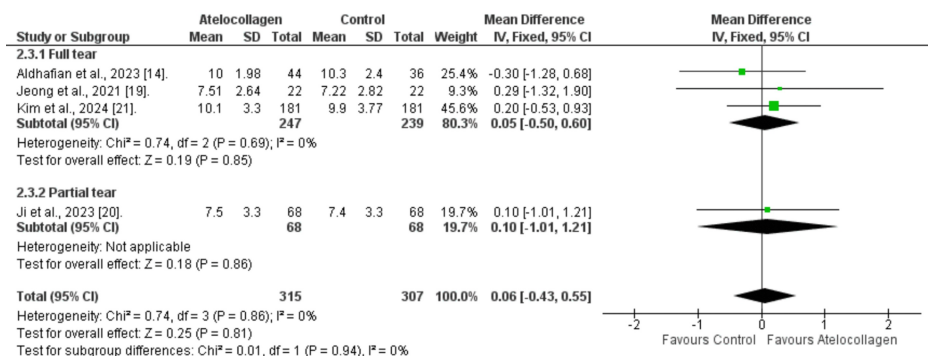 Atelocollagen Control Mean Difference Mean Difference
Study or Subgroup Mean SD Total Mean SD Total Weight IV, Fixed, 95% CI IV, Fixed, 95% CI
2.3.1 Full tear
Aldhafian et al., 2023 [14]. 10 1.98 44 10.3 2.4 36 25.4% -0.30 [-1.28, 0.68]
Jeong et al., 2021 [19]. 7.51 2.64 22 7.22 2.82 22 9.3% 0.29 [-1.32, 1.90]
Kim et al., 2024 [21]. 10.1 3.3 181 9.9 3.77 181 45.6% 0.20 [-0.53, 0.93]
Subtotal (95% CI) 247 239 80.3% 0.05 [-0.50, 0.60]
Heterogeneity: Chi² = 0.74, df = 2 (P = 0.69); I² = 0%
Test for overall effect: Z = 0.19 (P = 0.85)
2.3.2 Partial tear
Ji et al., 2023 [20]. 7.5 3.3 68 7.4 3.3 68 19.7% 0.10 [-1.01, 1.21]
Subtotal (95% CI) 68 68 19.7% 0.10 [-1.01, 1.21]
Heterogeneity: Not applicable
Test for overall effect: Z = 0.18 (P = 0.86)
Total (95% CI) 315 307 100.0% 0.06 [-0.43, 0.55]
Heterogeneity: Chi² = 0.74, df = 3 (P = 0.86); I² = 0%
Test for overall effect: Z = 0.25 (P = 0.81)
Test for subgroup differences: Chi² = 0.01, df = 1 (P = 0.94), I² = 0%
-2 -1 0 1 2
Favours Control Favours Atelocollagen